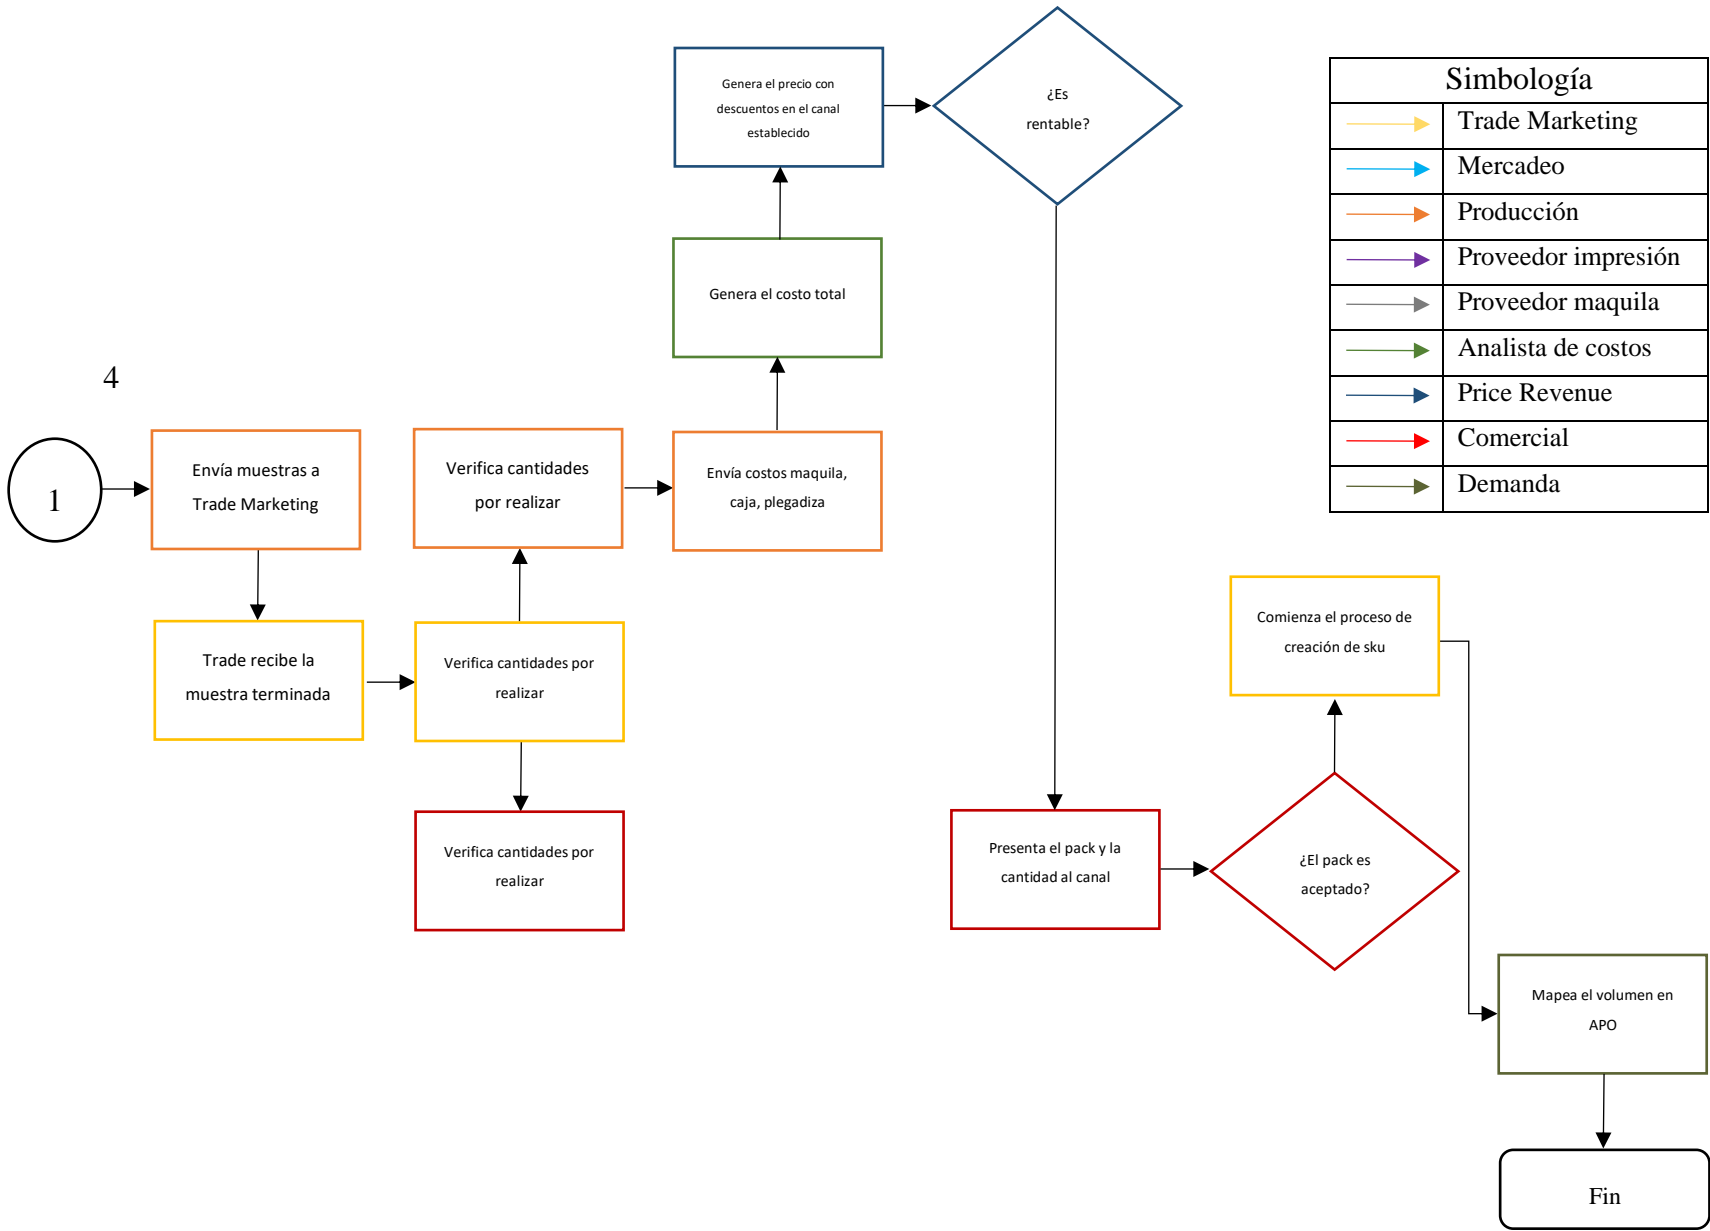 Genera el precio con
descuentos en el canal
establecido
¿Es
rentable?
Simbología
Trade Marketing
Mercadeo
Producción
Proveedor impresión
Proveedor maquila
Analista de costos
Price Revenue
Comercial
Demanda
Genera el costo total
4
1
Envía muestras a
Trade Marketing
Verifica cantidades
por realizar
Envía costos maquila,
caja, plegadiza
Trade recibe la
muestra terminada
Verifica cantidades por
realizar
Comienza el proceso de
creación de sku
Verifica cantidades por
realizar
Presenta el pack y la
cantidad al canal
¿El pack es
aceptado?
Mapea el volumen en
APO
Fin